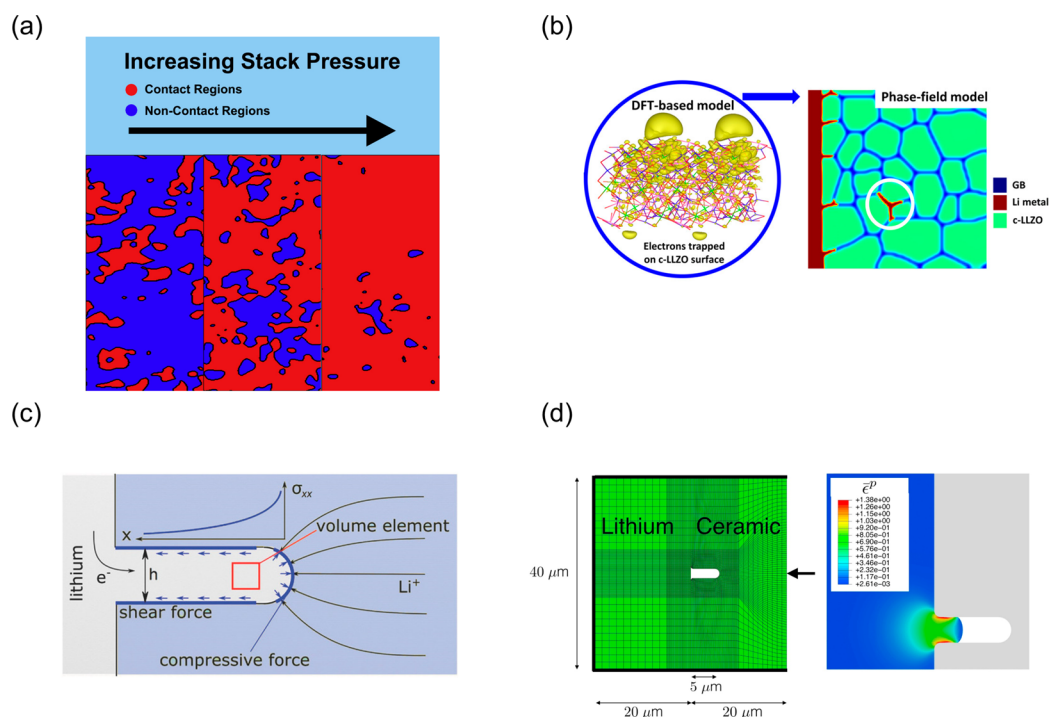 (a)
Increasing Stack Pressure
Contact Regions
Non-Contact Regions
(b)
DFT-based model
Electrons trapped
on c-LLZO surface
Phase-field model
GB
Li metal
c-LLZO
(c)
σxx
x
volume element
lithium
e-
h
Li+
shear force
compressive force
(d)
Lithium
Ceramic
40 μm
5 μm
20 μm
20 μm
ε̄ᵖ
+1.38e+00
+1.26e+00
+1.15e+00
+1.03e+00
+9.20e-01
+8.05e-01
+6.90e-01
+5.76e-01
+4.61e-01
+3.46e-01
+2.32e-01
+1.17e-01
+2.61e-03